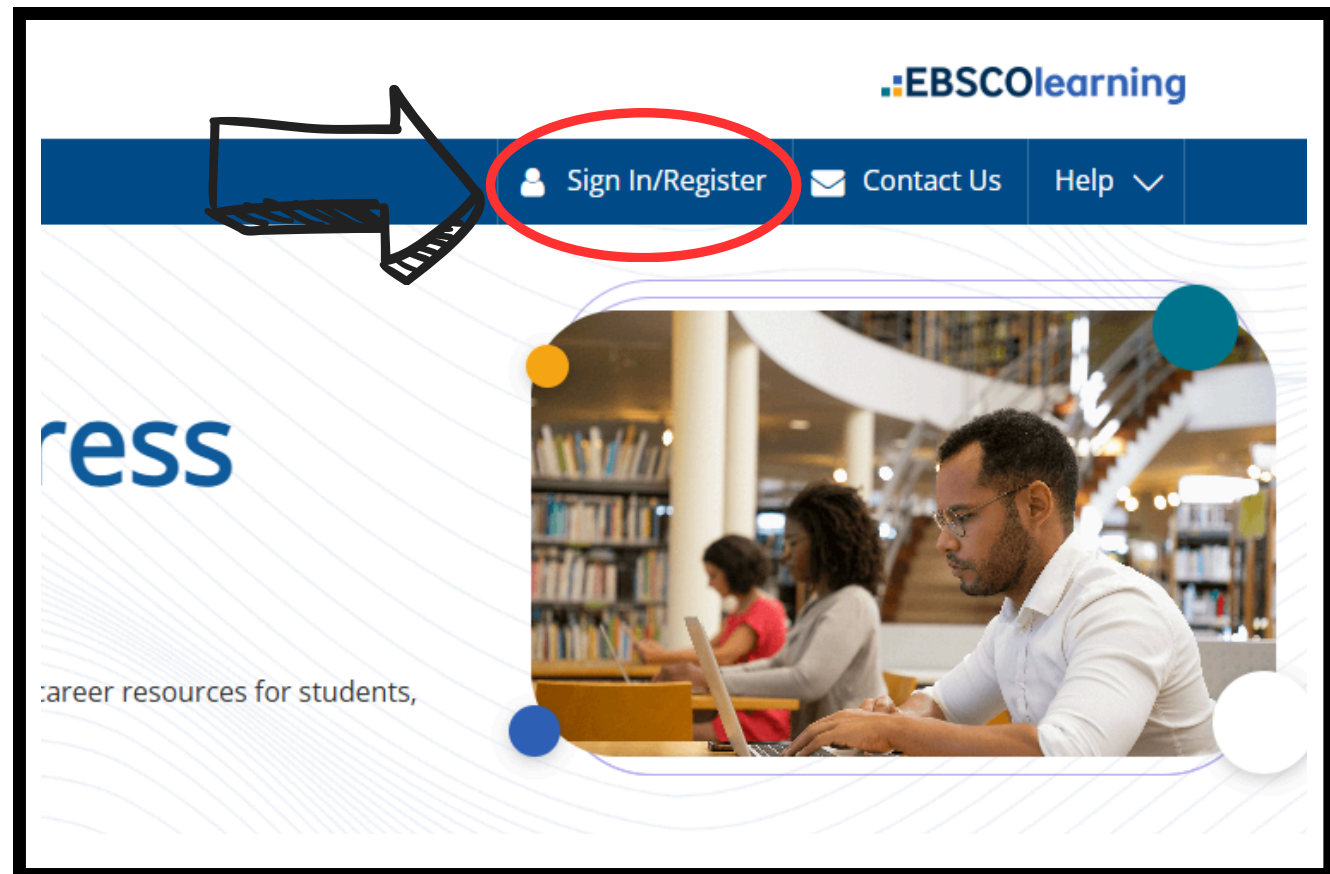 EBSCOlearning
Sign In/Register Contact Us Help
ress
career resources for students,